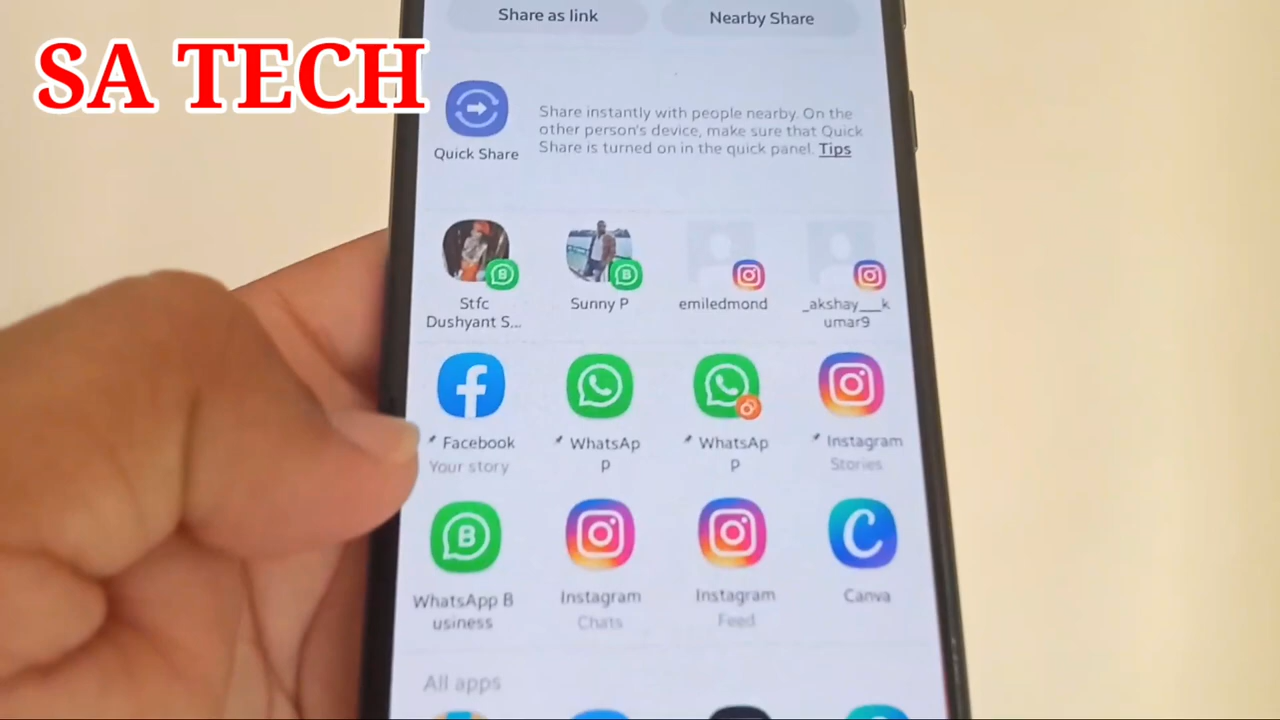 Share as link
Nearby Share
SA TECH
Share instantly with people nearby. On the
other person's device, make sure that Quick
Share is turned on in the quick panel. Tips
Quick Share
Stfc
Dushyant S...
Sunny P
emiledmond
_akshay___k
umar9
Facebook
Your story
WhatsAp
p
WhatsAp
p
Instagram
Stories
B
WhatsApp B
usiness
Instagram
Chats
Instagram
Feed
C
Canva
All apps